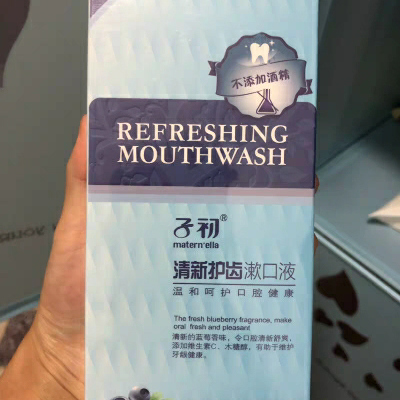 不添加酒精
REFRESHING
MOUTHWASH
子初®
matern'ella
清新护齿漱口液
温和呵护口腔健康
The fresh blueberry fragrance, make
oral fresh and pleasant
清新的蓝莓香味，令口腔清新舒爽，
添加维生素C、木糖醇，有助于维护
牙龈健康。